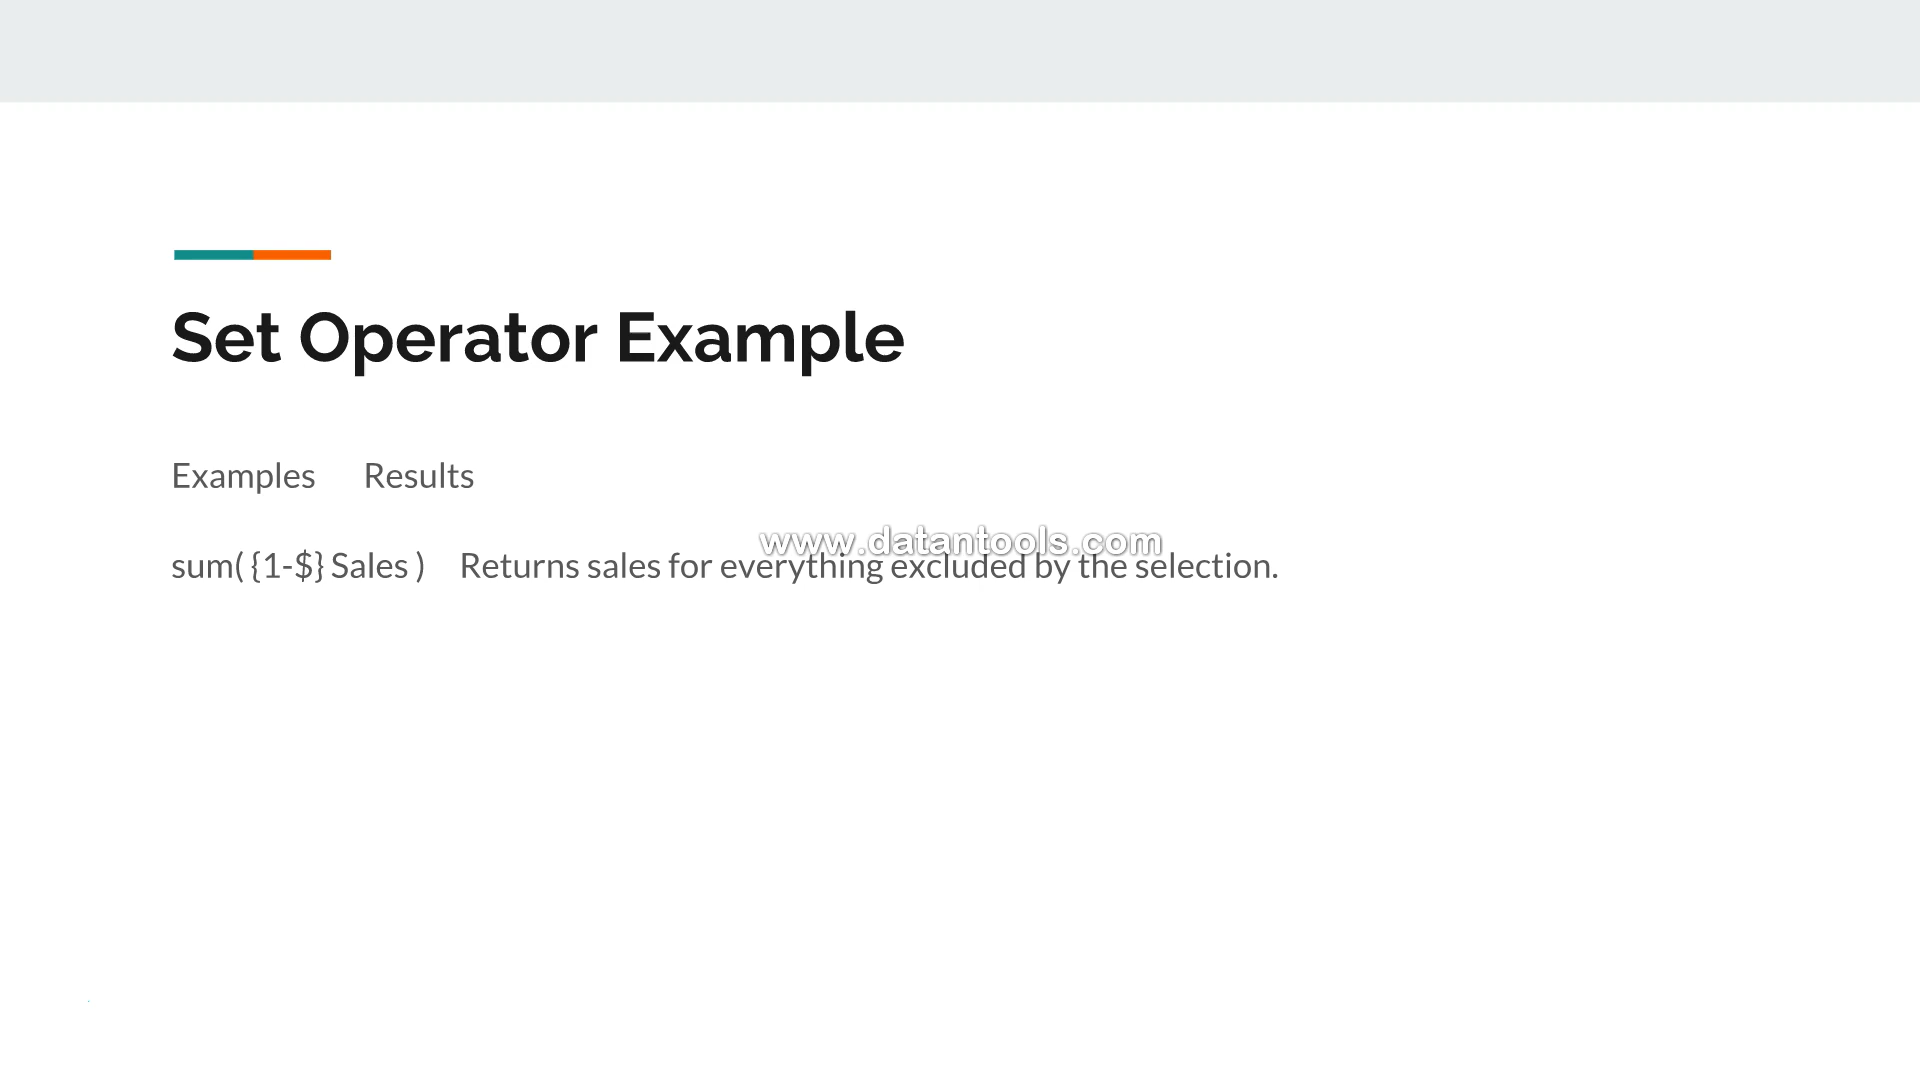 Set Operator Example
Examples Results
www.datantools.com
sum( {1-$} Sales ) Returns sales for everything excluded by the selection.